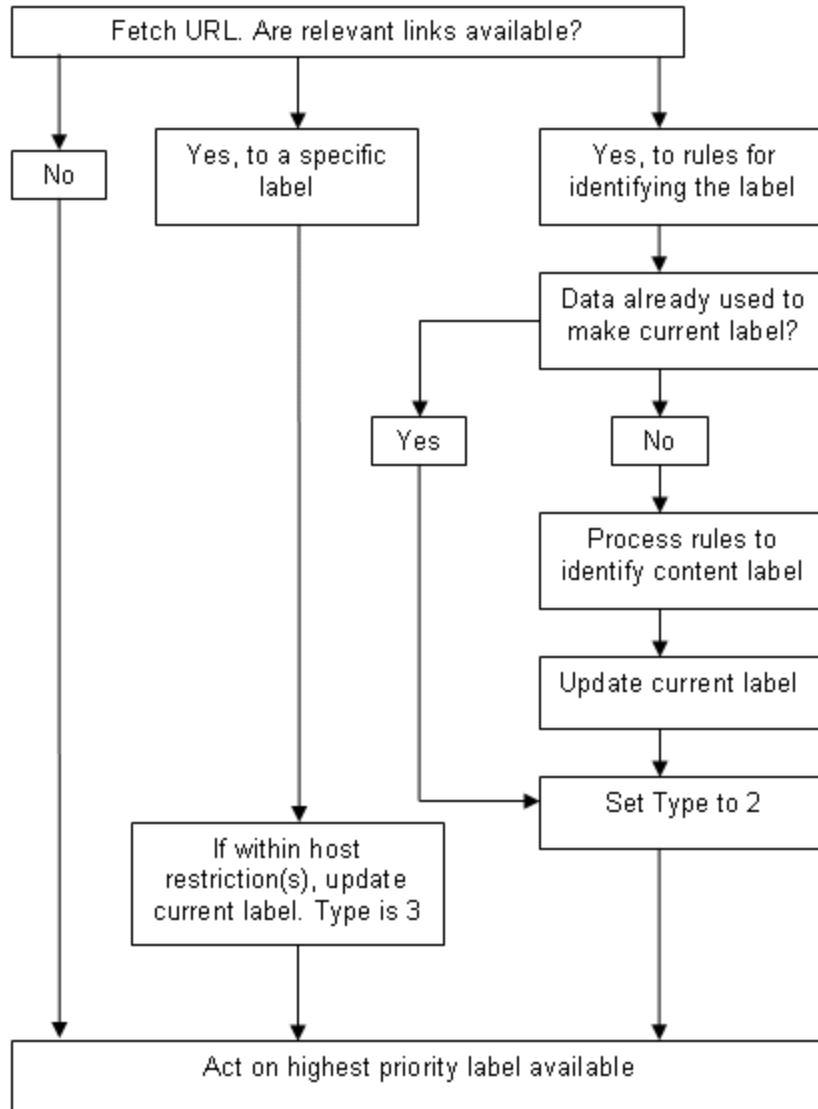 Fetch URL. Are relevant links available?
No
Yes, to a specific
label
Yes, to rules for
identifying the label
Data already used to
make current label?
Yes
No
Process rules to
identify content label
Update current label
Set Type to 2
If within host
restriction(s), update
current label. Type is 3
Act on highest priority label available